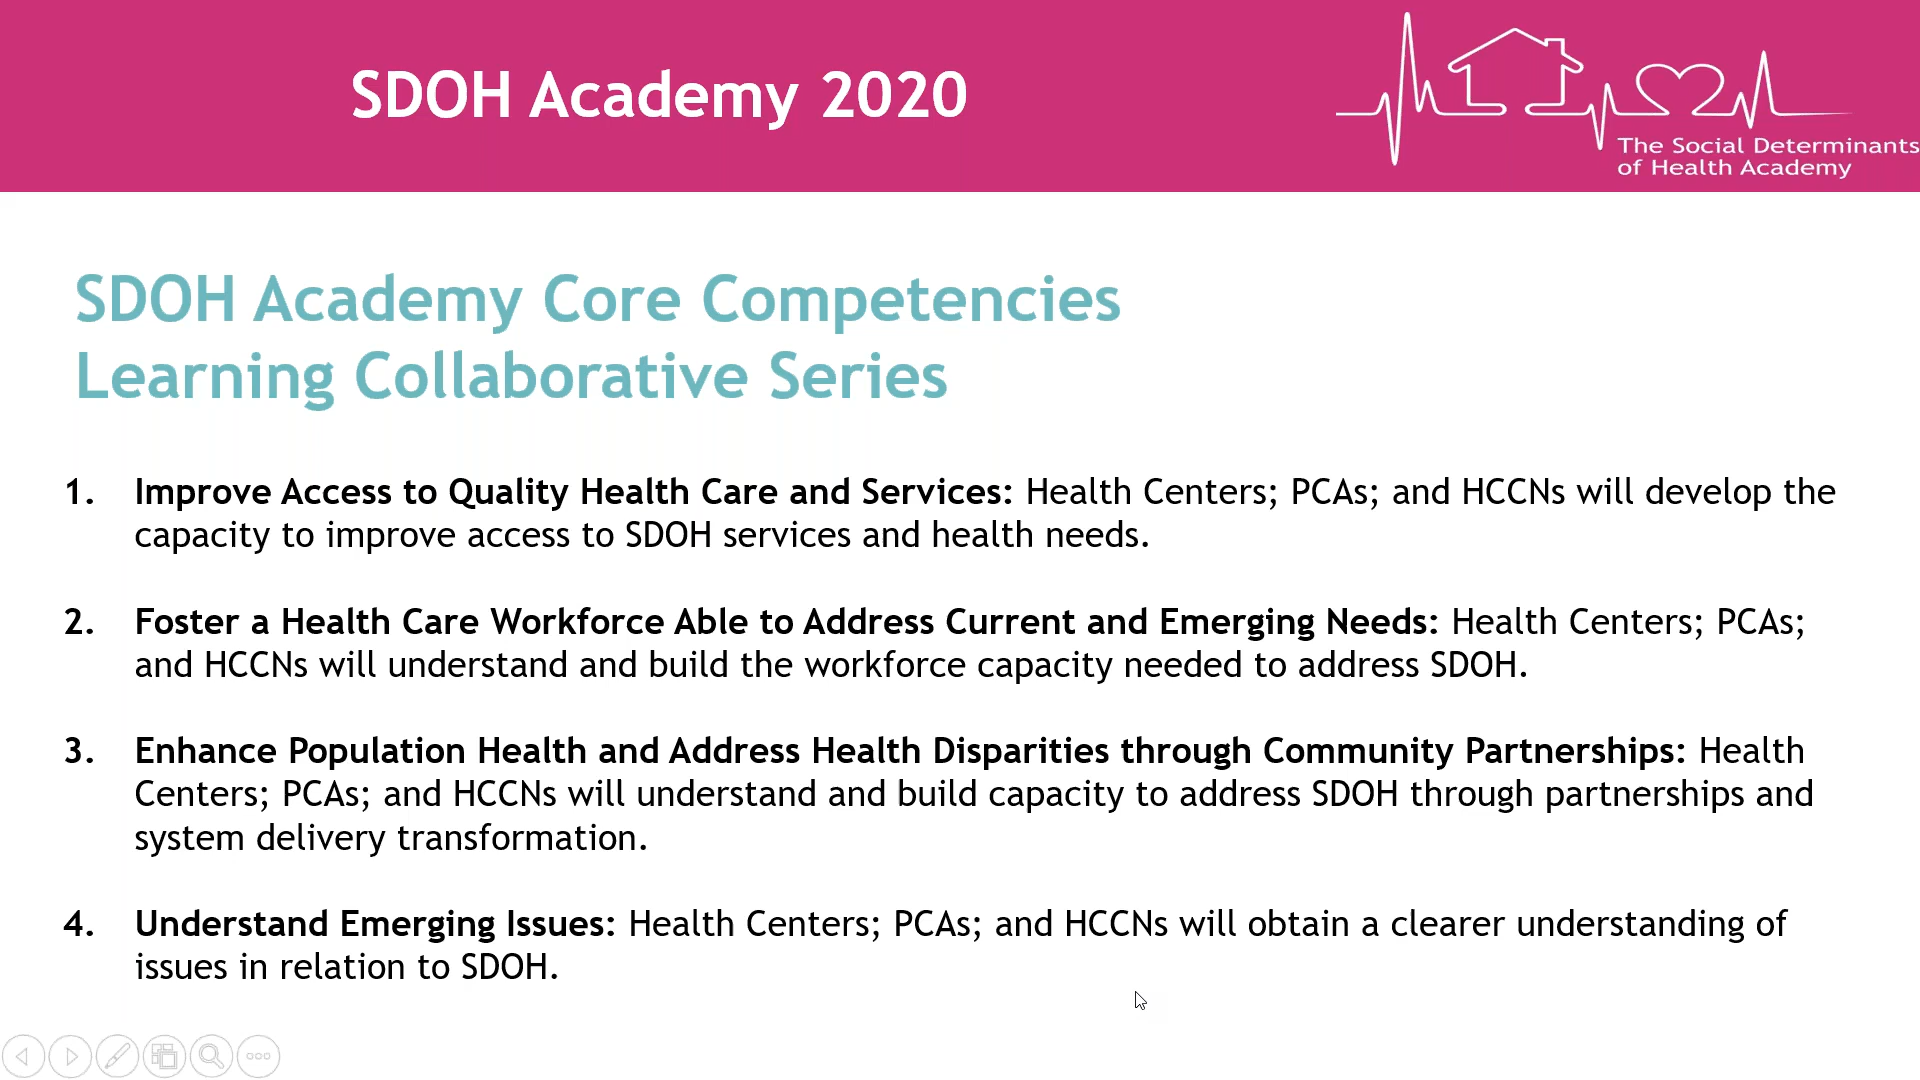 SDOH Academy 2020
The Social Determinants
of Health Academy
SDOH Academy Core Competencies
Learning Collaborative Series
1. Improve Access to Quality Health Care and Services: Health Centers; PCAs; and HCCNs will develop the
capacity to improve access to SDOH services and health needs.
2. Foster a Health Care Workforce Able to Address Current and Emerging Needs: Health Centers; PCAs;
and HCCNs will understand and build the workforce capacity needed to address SDOH.
3. Enhance Population Health and Address Health Disparities through Community Partnerships: Health
Centers; PCAs; and HCCNs will understand and build capacity to address SDOH through partnerships and
system delivery transformation.
4. Understand Emerging Issues: Health Centers; PCAs; and HCCNs will obtain a clearer understanding of
issues in relation to SDOH.